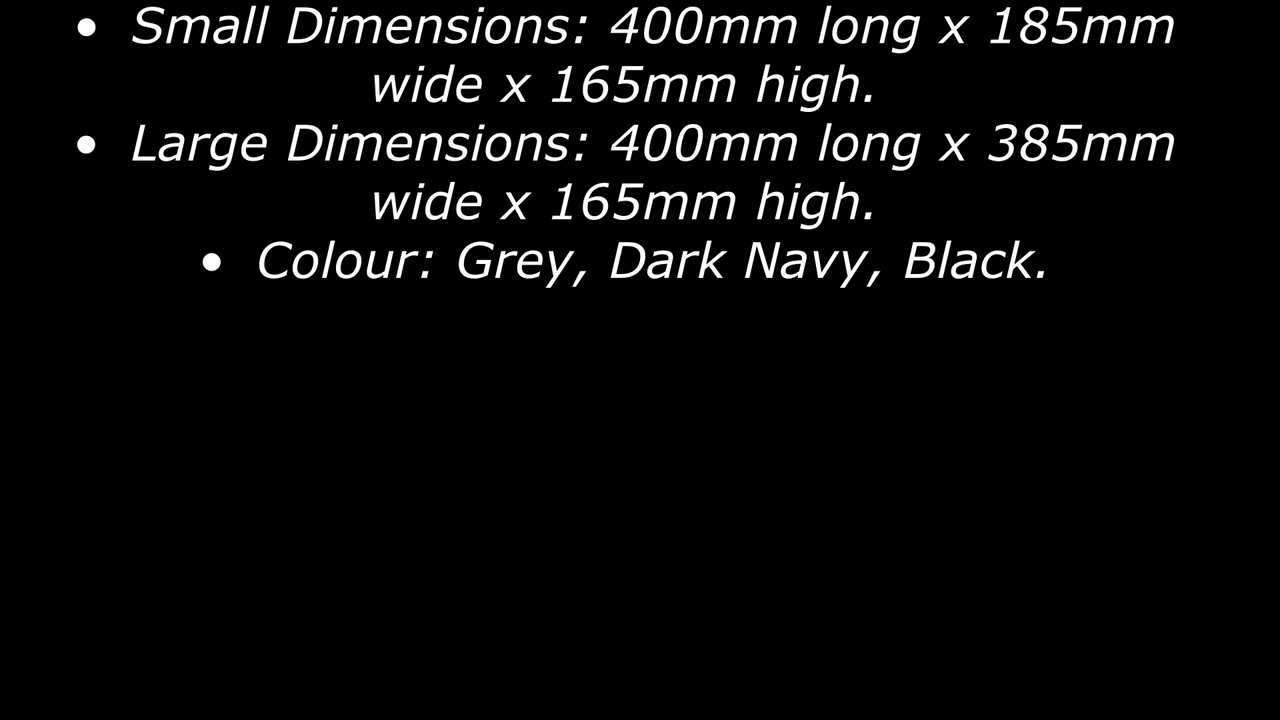 • Small Dimensions: 400mm long x 185mm
wide x 165mm high.
• Large Dimensions: 400mm long x 385mm
wide x 165mm high.
• Colour: Grey, Dark Navy, Black.